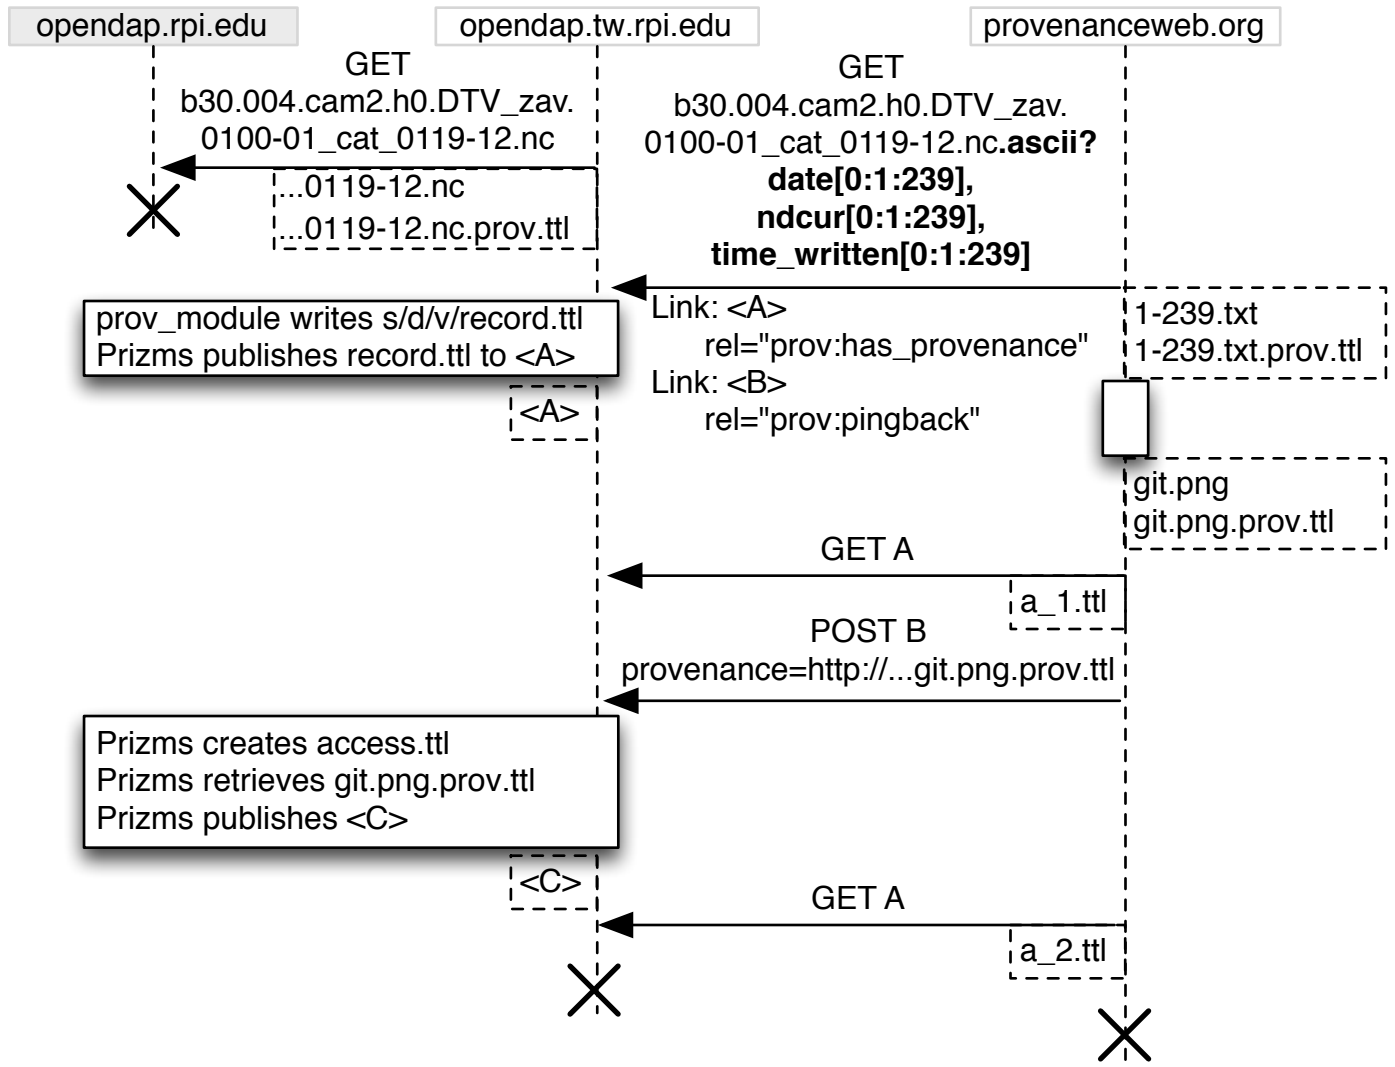 opendap.rpi.edu
opendap.tw.rpi.edu
provenanceweb.org
GET
b30.004.cam2.h0.DTV_zav.
0100-01_cat_0119-12.nc
...0119-12.nc
...0119-12.nc.prov.ttl
GET
b30.004.cam2.h0.DTV_zav.
0100-01_cat_0119-12.nc.ascii?
date[0:1:239],
ndcur[0:1:239],
time_written[0:1:239]
prov_module writes s/d/v/record.ttl
Prizms publishes record.ttl to <A>
<A>
Link: <A>
rel="prov:has_provenance"
Link: <B>
rel="prov:pingback"
1-239.txt
1-239.txt.prov.ttl
git.png
git.png.prov.ttl
GET A
a_1.ttl
POST B
provenance=http://...git.png.prov.ttl
Prizms creates access.ttl
Prizms retrieves git.png.prov.ttl
Prizms publishes <C>
<C>
GET A
a_2.ttl